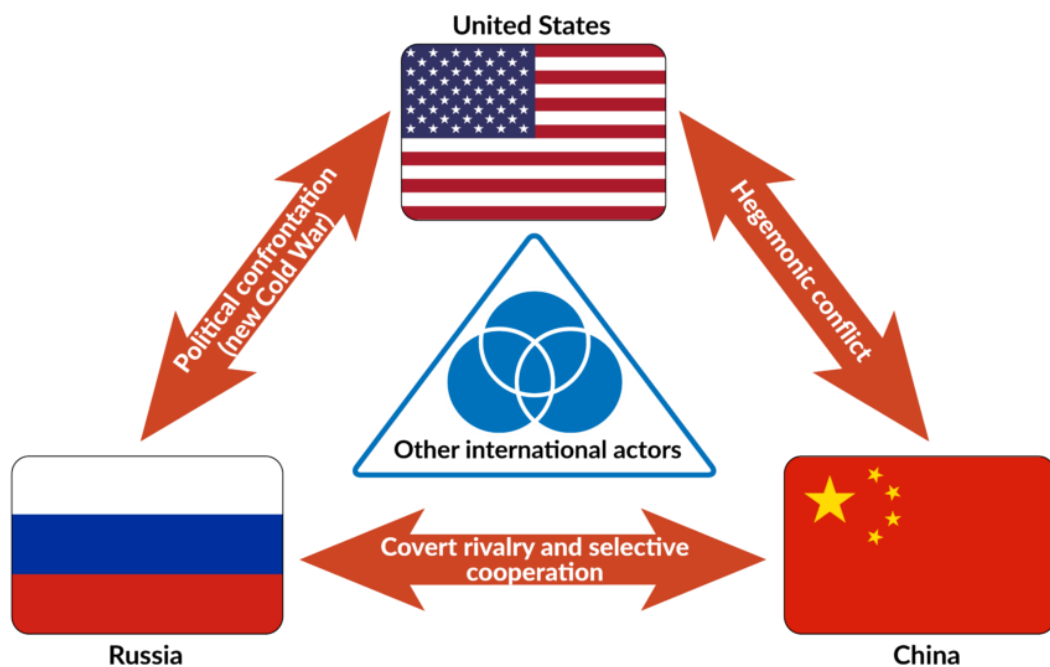 United States
Political confrontation
(new Cold War)
Hegemonic conflict
Other international actors
Covert rivalry and selective
cooperation
Russia
China